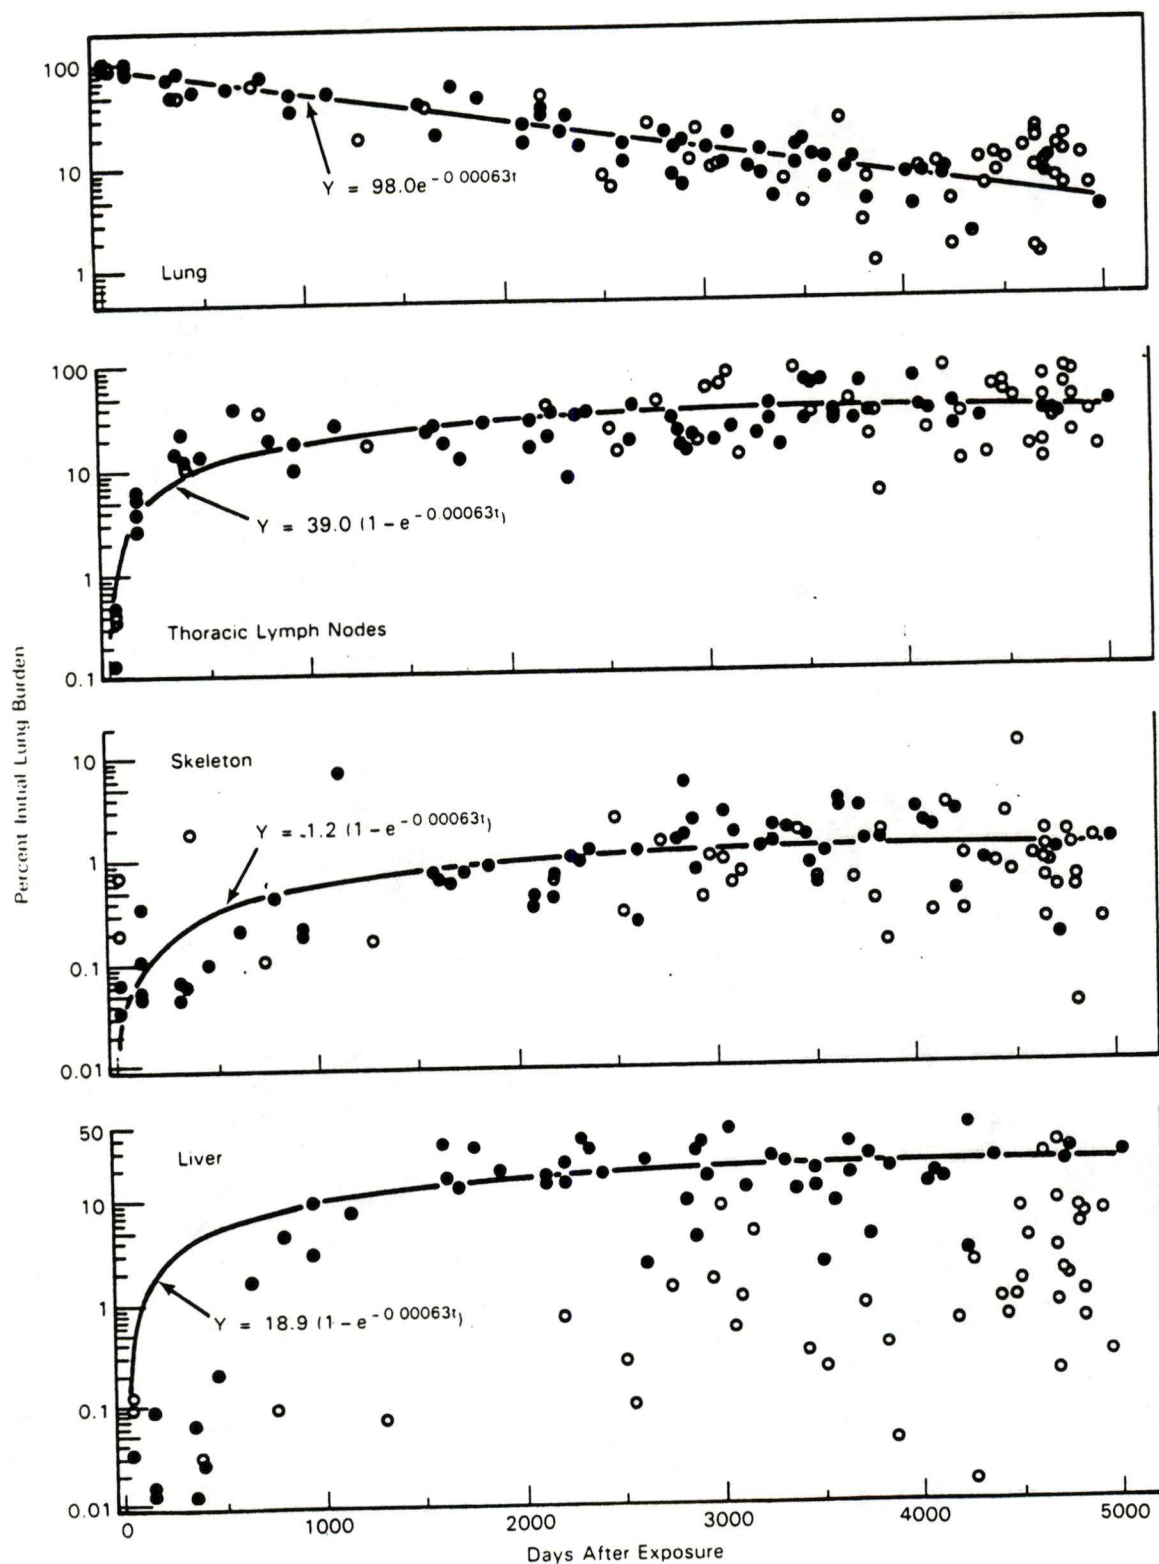 Percent Initial Lung Burden
100
10
1
Y = 98.0e-0.00063t
Lung
100
10
1
0.1
Y = 39.0 (1-e-0.00063t)
Thoracic Lymph Nodes
10
1
0.1
0.01
Skeleton
Y = 1.2 (1-e-0.00063t)
50
10
1
0.1
0.01
Liver
Y = 18.9 (1-e-0.00063t)
0 1000 2000 3000 4000 5000
Days After Exposure